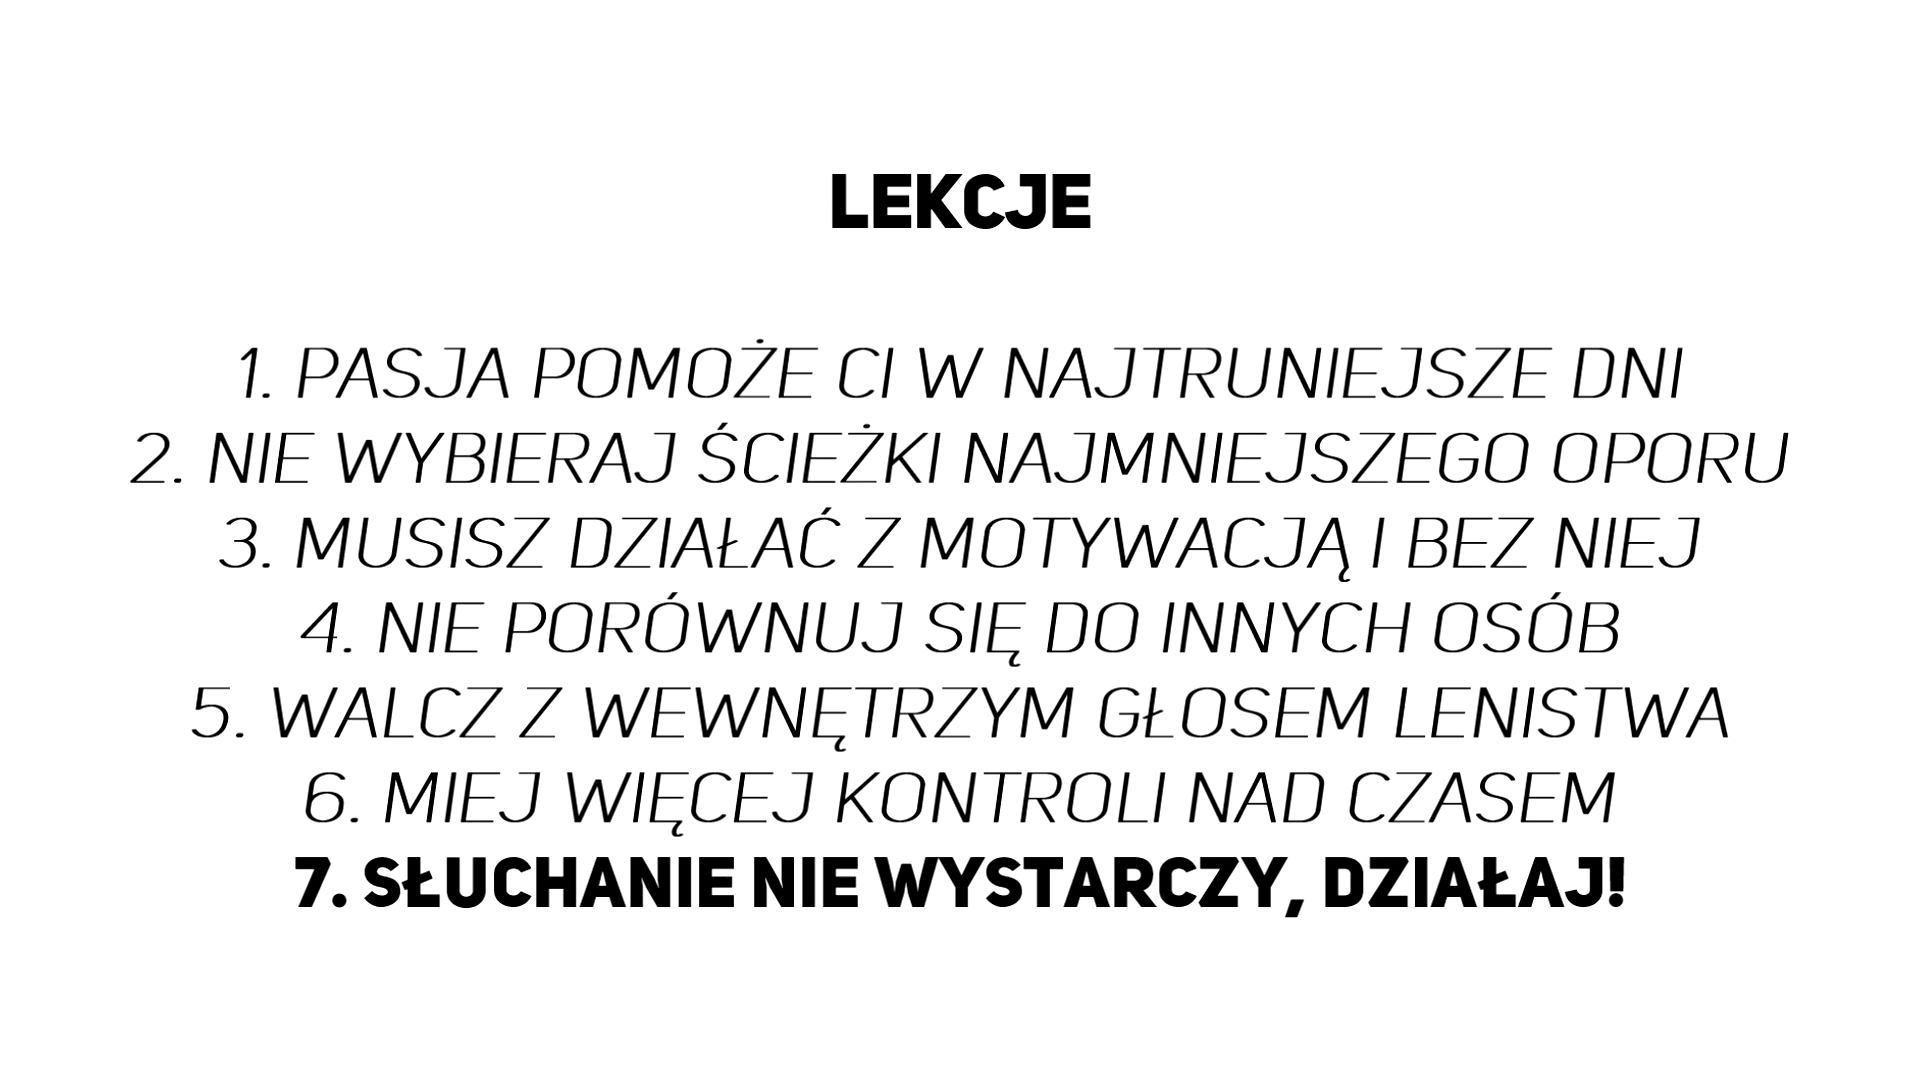 LEKCJE
1. PASJA POMOŻE CI W NAJTRUNIEJSZE DNI
2. NIE WYBIERAJ ŚCIEŻKI NAJMNIEJSZEGO OPORU
3. MUSISZ DZIAŁAĆ Z MOTYWACJĄ I BEZ NIEJ
4. NIE PORÓWNUJ SIĘ DO INNYCH OSÓB
5. WALCZ Z WEWNĘTRZYM GŁOSEM LENISTWA
6. MIEJ WIĘCEJ KONTROLI NAD CZASEM
7. SŁUCHANIE NIE WYSTARCZY, DZIAŁAJ!